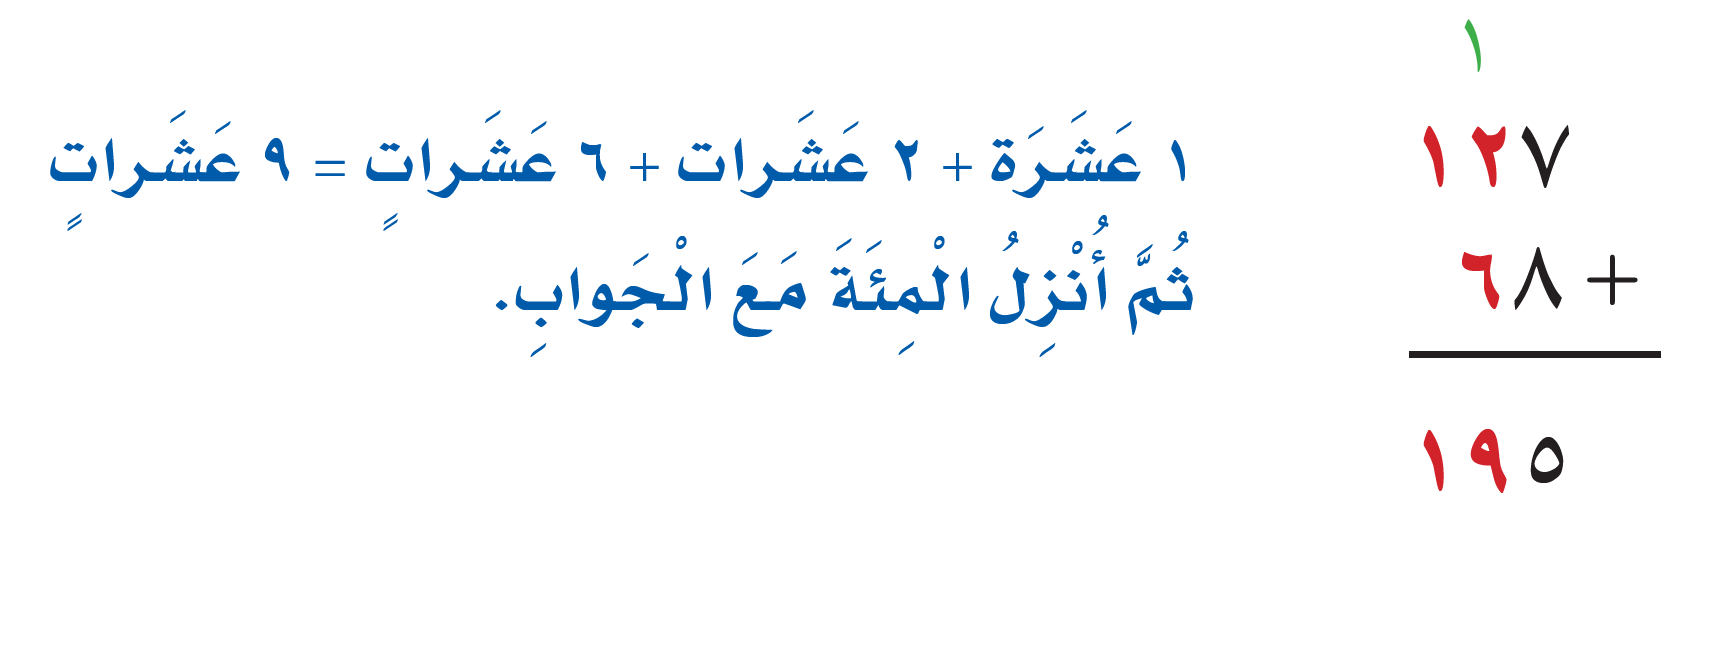 ١
١٢٧
+ ٦٨
١٩٥
١ عَشَرَة + ٢ عَشَرات + ٦ عَشَراتٍ = ٩ عَشَراتٍ
ثُمَّ أُنْزِلُ الْمِئَةَ مَعَ الْجَوابِ.